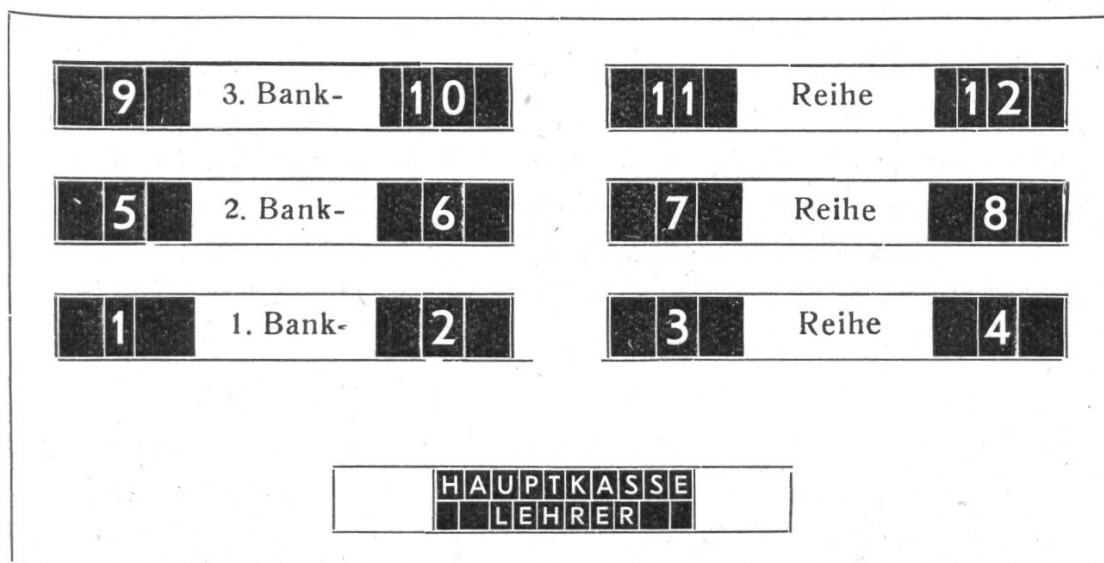 9 3. Bank- 10 11 Reihe 12
5 2. Bank- 6 7 Reihe 8
1 1. Bank- 2 3 Reihe 4
HAUPTKASSE
LEHRER